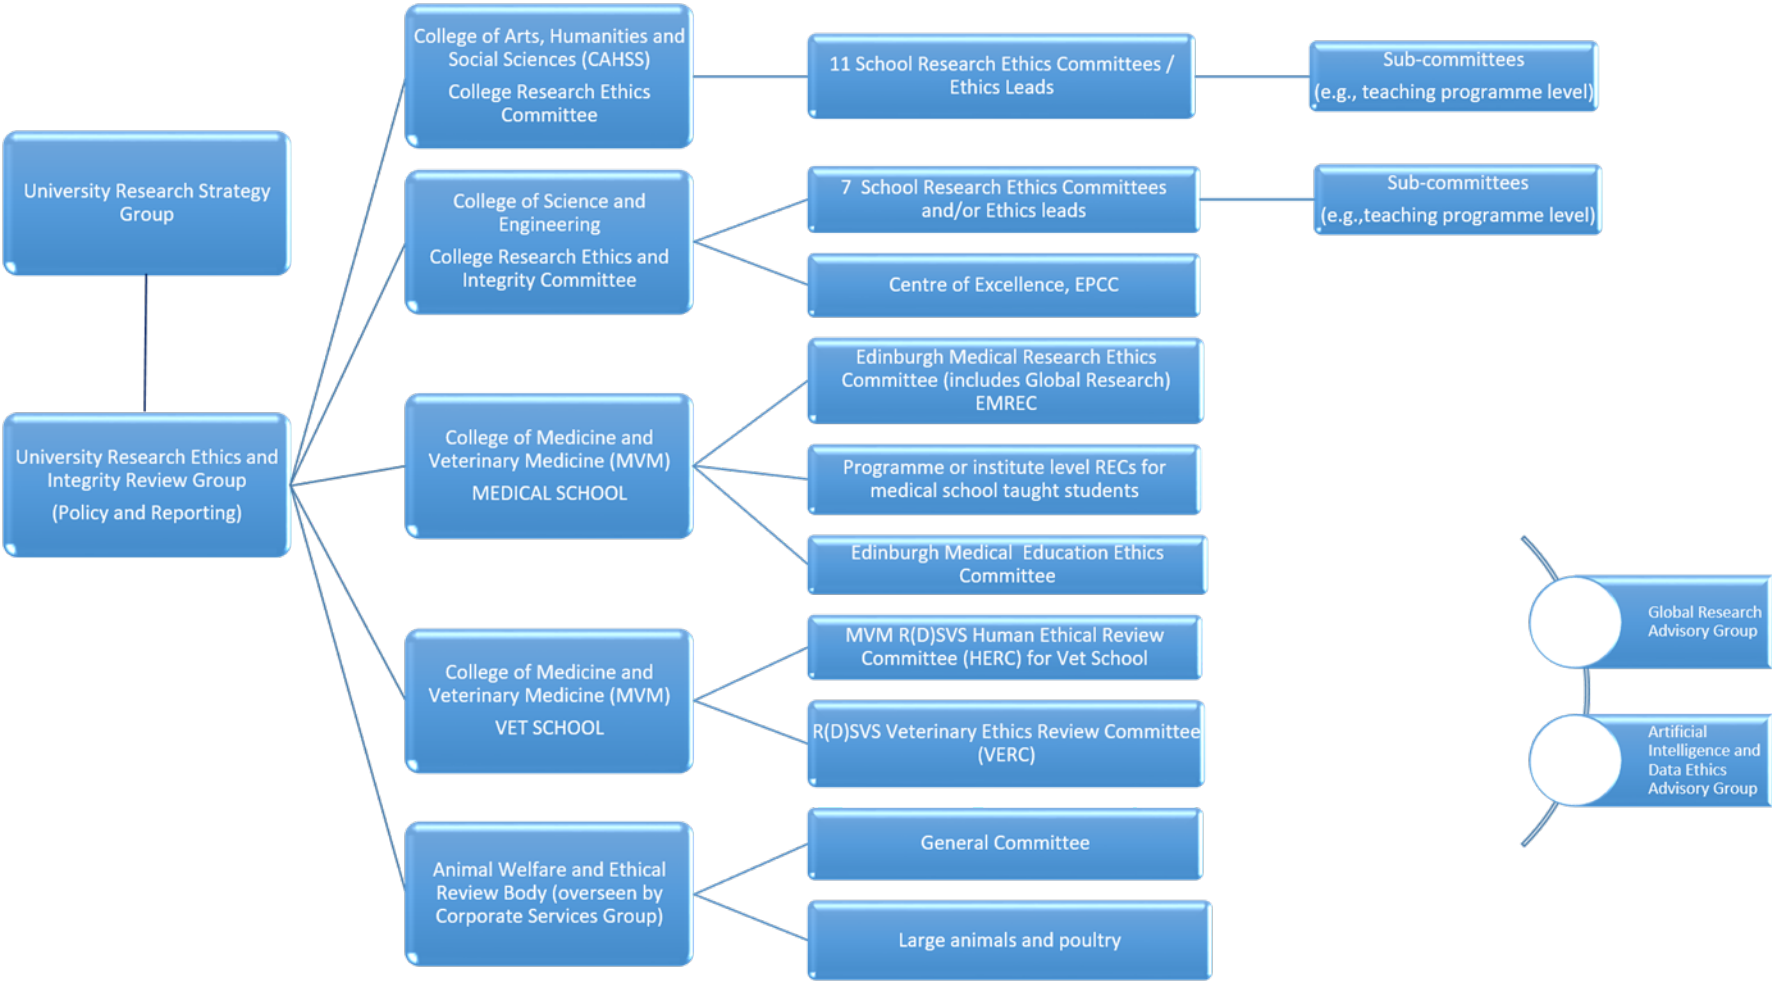 University Research Strategy
Group
University Research Ethics and
Integrity Review Group
(Policy and Reporting)
College of Arts, Humanities and
Social Sciences (CAHSS)
College Research Ethics
Committee
College of Science and
Engineering
College Research Ethics and
Integrity Committee
College of Medicine and
Veterinary Medicine (MVM)
MEDICAL SCHOOL
College of Medicine and
Veterinary Medicine (MVM)
VET SCHOOL
Animal Welfare and Ethical
Review Body (overseen by
Corporate Services Group)
11 School Research Ethics Committees /
Ethics Leads
7 School Research Ethics Committees
and/or Ethics leads
Centre of Excellence, EPCC
Edinburgh Medical Research Ethics
Committee (includes Global Research)
EMREC
Programme or institute level RECs for
medical school taught students
Edinburgh Medical Education Ethics
Committee
MVM R(D)SVS Human Ethical Review
Committee (HERC) for Vet School
R(D)SVS Veterinary Ethics Review Committee
(VERC)
General Committee
Large animals and poultry
Sub-committees
(e.g., teaching programme level)
Sub-committees
(e.g.,teaching programme level)
Global Research
Advisory Group
Artificial
Intelligence and
Data Ethics
Advisory Group